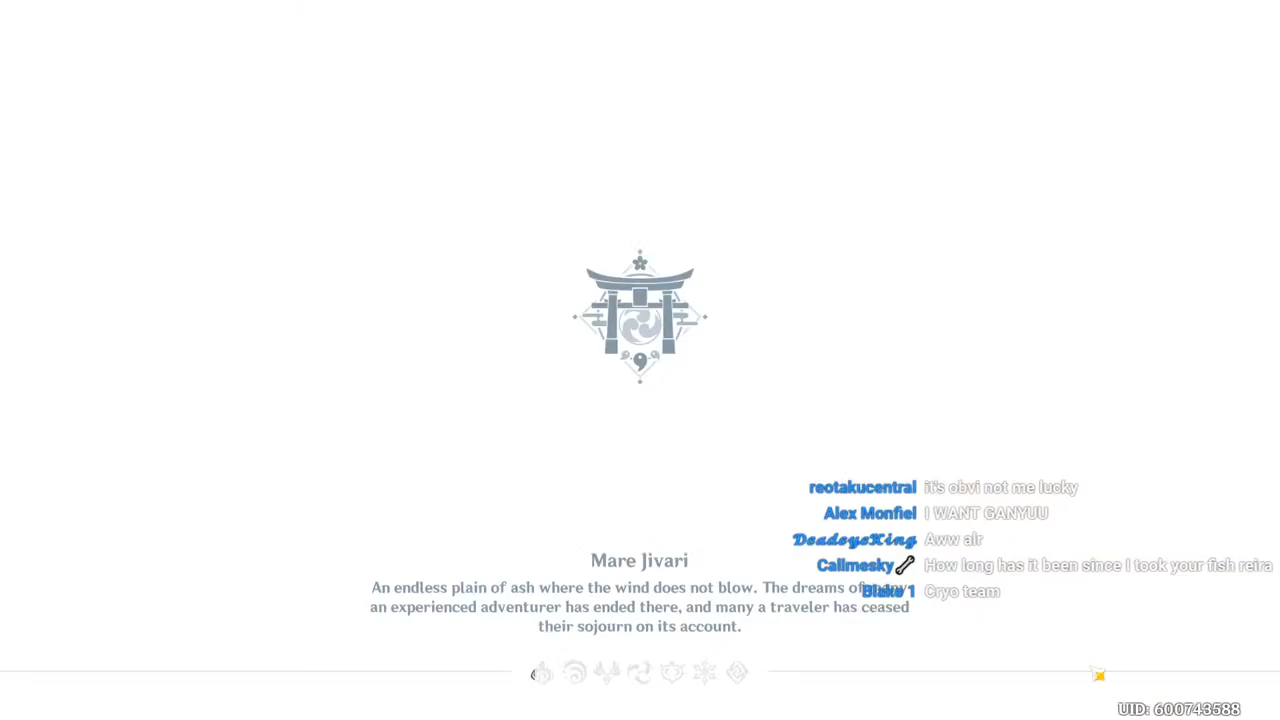 reotakucentral it's obvi not me lucky
Alex Monfiel I WANT GANYUU
DeadeyeKing Aww alr
Callmesky How long has it been since I took your fish reira
Blake 1 Cryo team
Mare Jivari
An endless plain of ash where the wind does not blow. The dreams of many
an experienced adventurer has ended there, and many a traveler has ceased
their sojourn on its account.
UID: 600743588